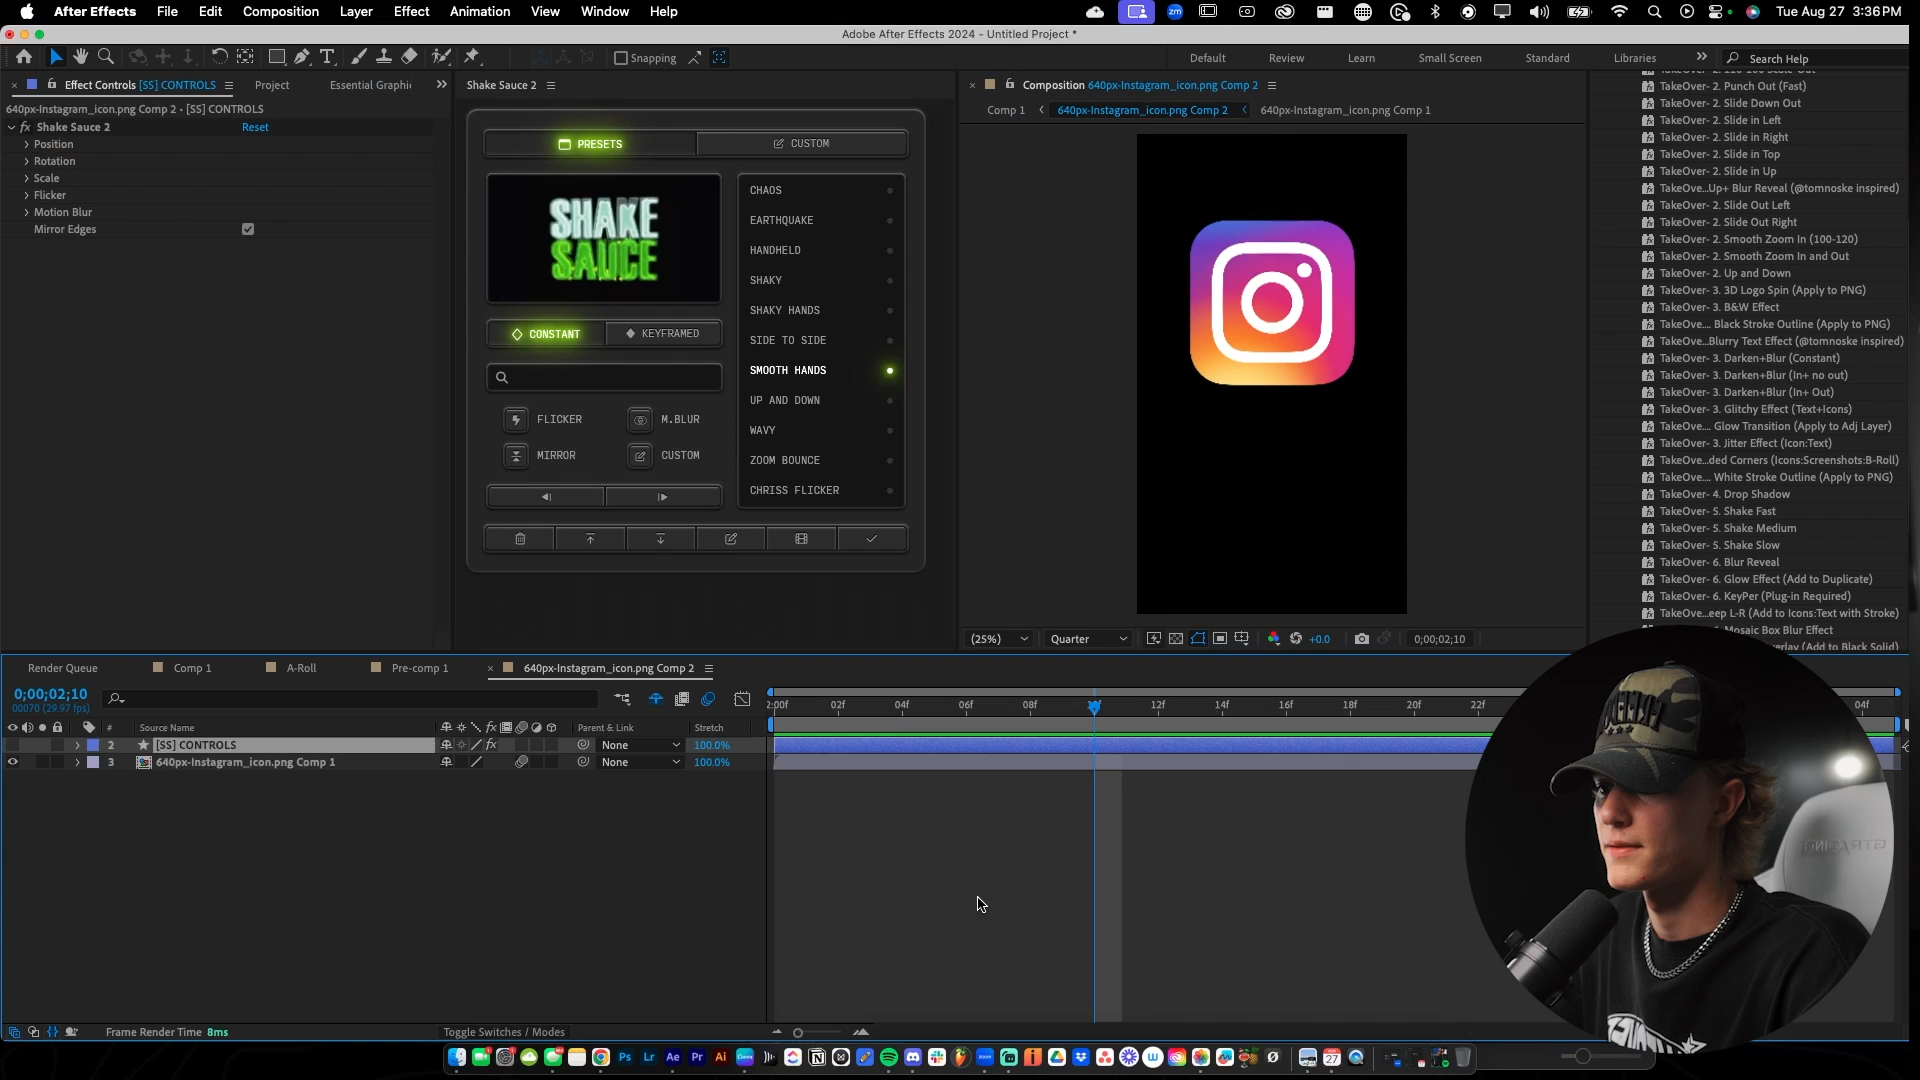 After Effects File Edit Composition Layer Effect Animation View Window Help
Tue Aug 27 3:36 PM
Adobe After Effects 2024 - Untitled Project *
Snapping
Default Review Learn Small Screen Standard Libraries
Search Help
Effect Controls [SS] CONTROLS
Project
Essential Graphi
640px-Instagram_icon.png Comp 2 • [SS] CONTROLS
fx Shake Sauce 2 Reset
Position
Rotation
Scale
Flicker
Motion Blur
Mirror Edges
Shake Sauce 2
PRESETS CUSTOM
SHAKE
SAUCE
CONSTANT KEYFRAMED
FLICKER M.BLUR
MIRROR CUSTOM
CHAOS
EARTHQUAKE
HANDHELD
SHAKY
SHAKY HANDS
SIDE TO SIDE
SMOOTH HANDS
UP AND DOWN
WAVY
ZOOM BOUNCE
CHRISS FLICKER
Composition 640px-Instagram_icon.png Comp 2
Comp 1 640px-Instagram_icon.png Comp 2 640px-Instagram_icon.png Comp 1
(25%) Quarter +0.0 0;00;02;10
TakeOver- 2. Punch Out (Fast)
TakeOver- 2. Slide Down Out
TakeOver- 2. Slide in Left
TakeOver- 2. Slide in Right
TakeOver- 2. Slide in Top
TakeOver- 2. Slide in Up
TakeOve...Up+ Blur Reveal (@tomnoske inspired)
TakeOver- 2. Slide Out Left
TakeOver- 2. Slide Out Right
TakeOver- 2. Smooth Zoom In (100-120)
TakeOver- 2. Smooth Zoom In and Out
TakeOver- 2. Up and Down
TakeOver- 3. 3D Logo Spin (Apply to PNG)
TakeOver- 3. B&W Effect
TakeOve.... Black Stroke Outline (Apply to PNG)
TakeOve...Blurry Text Effect (@tomnoske inspired)
TakeOver- 3. Darken+Blur (Constant)
TakeOver- 3. Darken+Blur (In+ no out)
TakeOver- 3. Darken+Blur (In+ Out)
TakeOver- 3. Glitchy Effect (Text+Icons)
TakeOve.... Glow Transition (Apply to Adj Layer)
TakeOver- 3. Jitter Effect (Icon:Text)
TakeOve...ded Corners (Icons:Screenshots:B-Roll)
TakeOve.... White Stroke Outline (Apply to PNG)
TakeOver- 4. Drop Shadow
TakeOver- 5. Shake Fast
TakeOver- 5. Shake Medium
TakeOver- 5. Shake Slow
TakeOver- 6. Blur Reveal
TakeOver- 6. Glow Effect (Add to Duplicate)
TakeOver- 6. KeyPer (Plug-in Required)
TakeOve...eep L-R (Add to Icons:Text with Stroke)
Mosaic Box Blur Effect
(Add to Black Solid)
Render Queue Comp 1 A-Roll Pre-comp 1 640px-Instagram_icon.png Comp 2
0;00;02;10
00070 (29.97 fps)
2:00f 02f 04f 06f 08f 12f 14f 16f 18f 20f 22f 04f
# Source Name Parent & Link Stretch
2 [SS] CONTROLS None 100.0%
3 640px-Instagram_icon.png Comp 1 None 100.0%
Frame Render Time 8ms
Toggle Switches / Modes
GTRACING